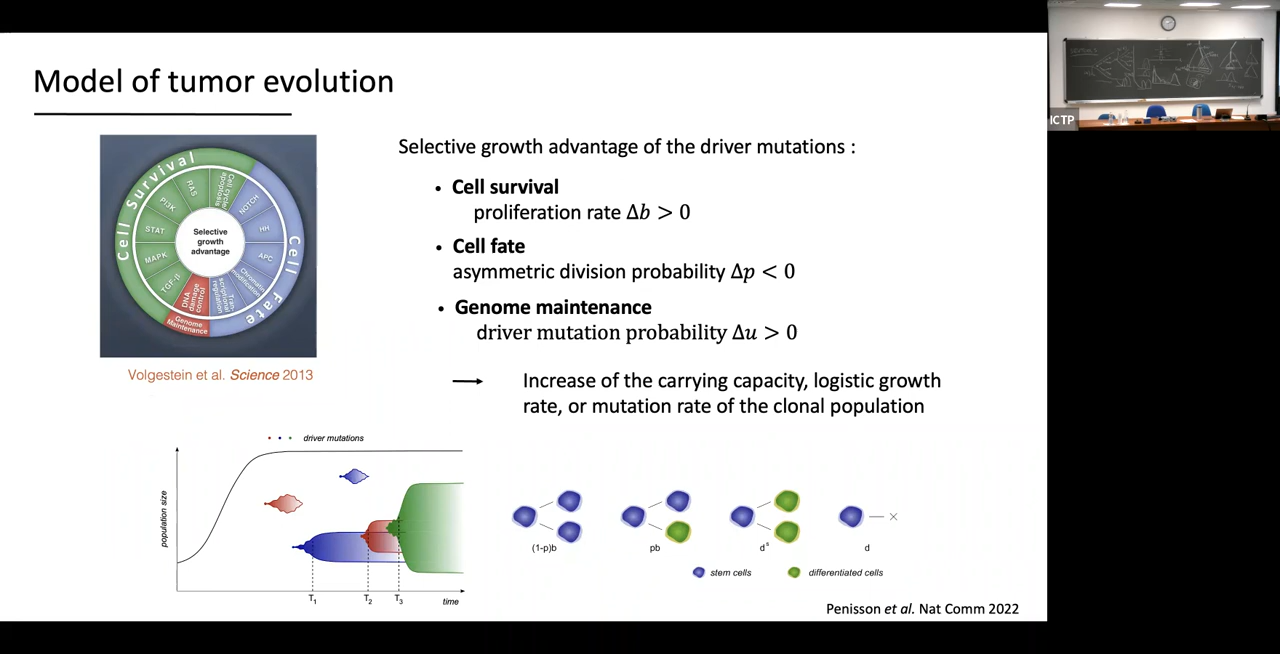 Model of tumor evolution
ICTP
Selective growth advantage of the driver mutations :
• Cell survival
proliferation rate Δb > 0
• Cell fate
asymmetric division probability Δp < 0
• Genome maintenance
driver mutation probability Δu > 0
Increase of the carrying capacity, logistic growth
rate, or mutation rate of the clonal population
Cell Survival
Cell Fate
Genome
Maintenance
Cell cycle/
apoptosis
NOTCH
HH
APC
Chromatin
modification
Tran-
scriptional
regulation
DNA
damage
control
TGF-β
MAPK
STAT
PI3K
RAS
Selective
growth
advantage
Volgestein et al. Science 2013
driver mutations
population size
T1
T2
T3
time
(1-p)b
pb
dˢ
d
stem cells
differentiated cells
Penisson et al. Nat Comm 2022